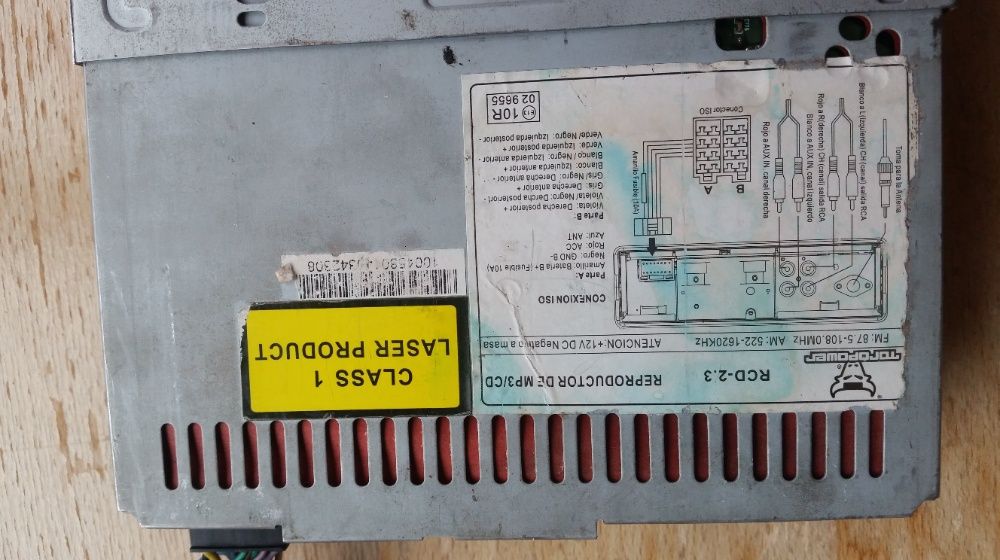 TOROPOWER
RCD-2.3
REPRODUCTOR DE MP3/CD
FM: 87.5-108.0MHz
AM: 522-1620KHz
ATENCION: +12V DC Negativo a masa
CONEXION ISO
Parte A:
Amarillo: Bateria B+ (Fusible 10A)
Negro: GND-B-
Rojo: ACC
Azul: ANT
Parte B:
Violeta: Derecha posterior +
Violeta/ Negro: Dercha posterior -
Gris: Derecha anterior +
Gris/ Negro: Derecha anterior -
Blanco: Izquierda anterior +
Blanco / Negro: Izquierda anterior -
Verde: Izquierda posterior +
Verde/ Negro: Izquierda posterior -
E13
10R
02 9655
Amarillo Fusible (10A)
A
B
Conector ISO
Toma para la Antena
Blanco a L(izquierda) CH (canal) salida RCA
Rojo a R(derecho) CH (canal) salida RCA
Blanco a AUX IN, canal izquierdo
Rojo a AUX IN, canal derecha
CLASS 1
LASER PRODUCT